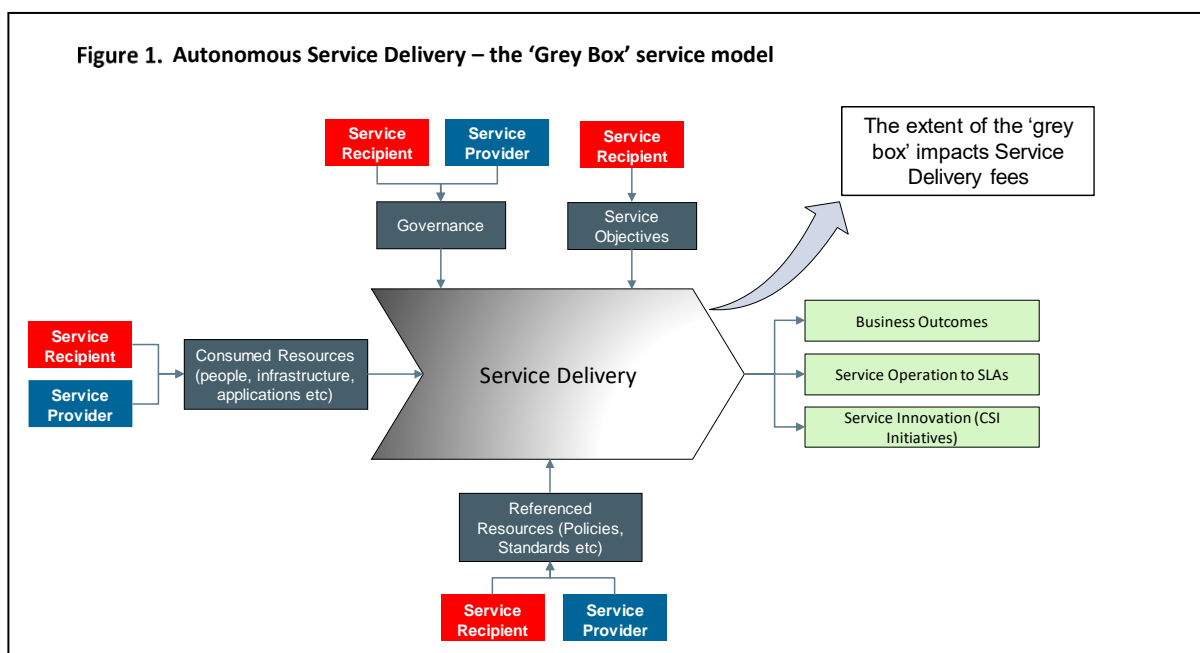 Figure 1. Autonomous Service Delivery – the ‘Grey Box’ service model
Service
Recipient
Service
Provider
Service
Recipient
The extent of the ‘grey
box’ impacts Service
Delivery fees
Governance
Service
Objectives
Service
Recipient
Service
Provider
Consumed Resources
(people, infrastructure,
applications etc)
Service Delivery
Business Outcomes
Service Operation to SLAs
Service Innovation (CSI
Initiatives)
Referenced
Resources (Policies,
Standards etc)
Service
Recipient
Service
Provider